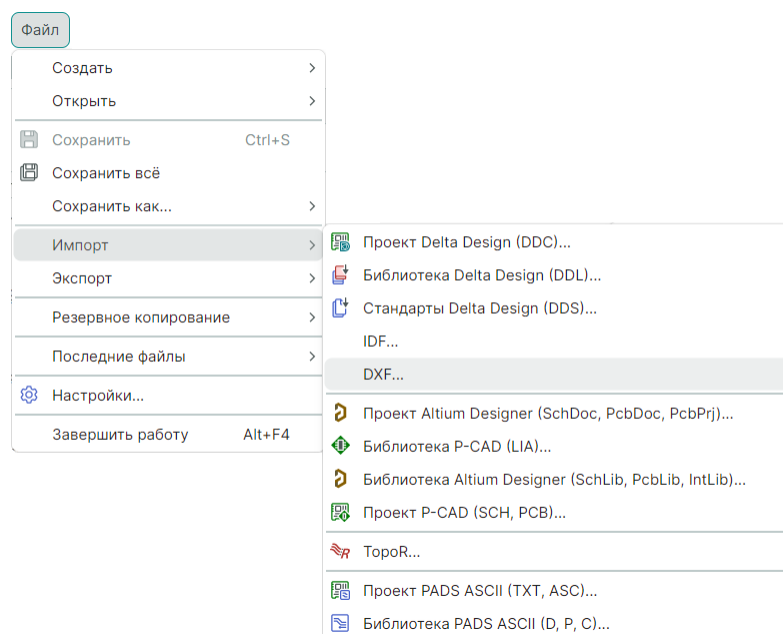 Файл
Создать
Открыть
Сохранить Ctrl+S
Сохранить всё
Сохранить как...
Импорт
Экспорт
Резервное копирование
Последние файлы
Настройки...
Завершить работу Alt+F4
Проект Delta Design (DDC)...
Библиотека Delta Design (DDL)...
Стандарты Delta Design (DDS)...
IDF...
DXF...
Проект Altium Designer (SchDoc, PcbDoc, PcbPrj)...
Библиотека P-CAD (LIA)...
Библиотека Altium Designer (SchLib, PcbLib, IntLib)...
Проект P-CAD (SCH, PCB)...
TopoR...
Проект PADS ASCII (TXT, ASC)...
Библиотека PADS ASCII (D, P, C)...